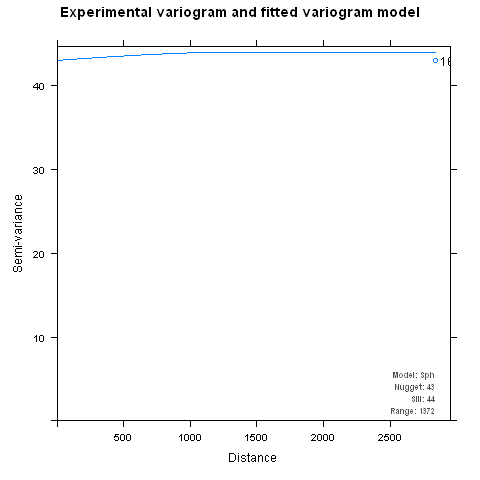 Experimental variogram and fitted variogram model
Semi-variance
40
30
20
10
Model: Sph
Nugget: 43
Sill: 44
Range: 1372
500
1000
1500
2000
2500
Distance